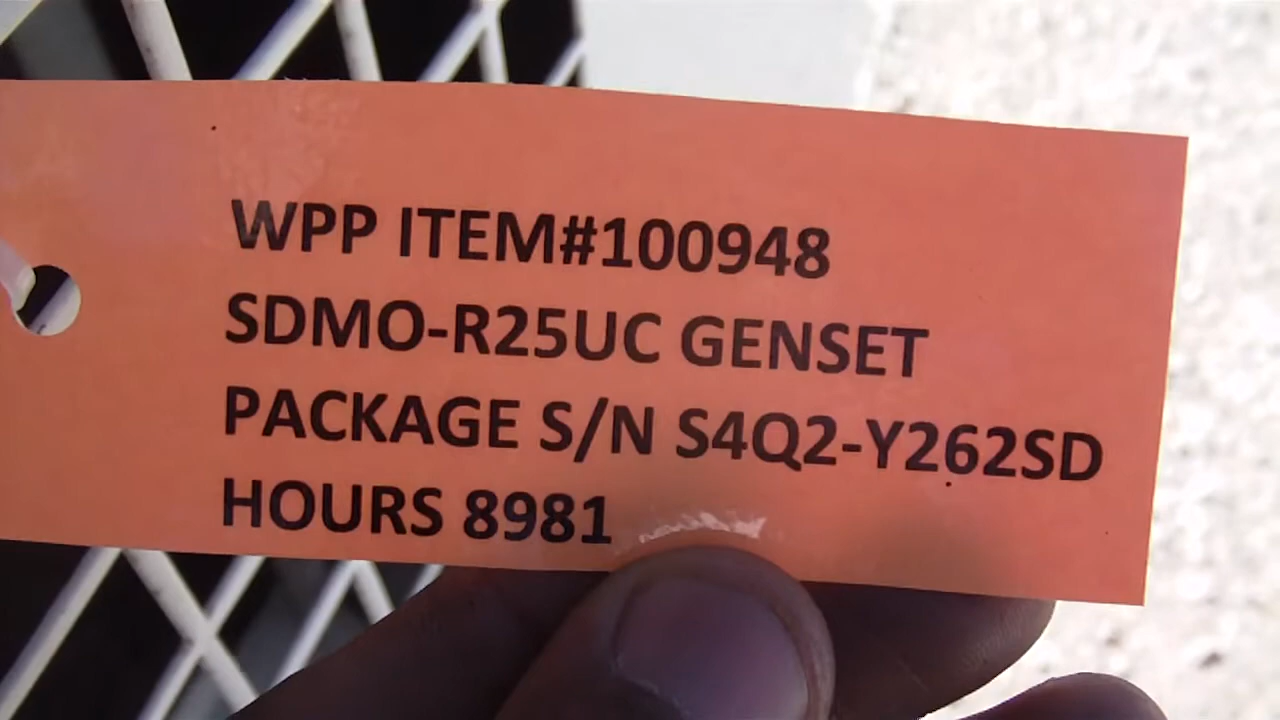 WPP ITEM#100948
SDMO-R25UC GENSET
PACKAGE S/N S4Q2-Y262SD
HOURS 8981